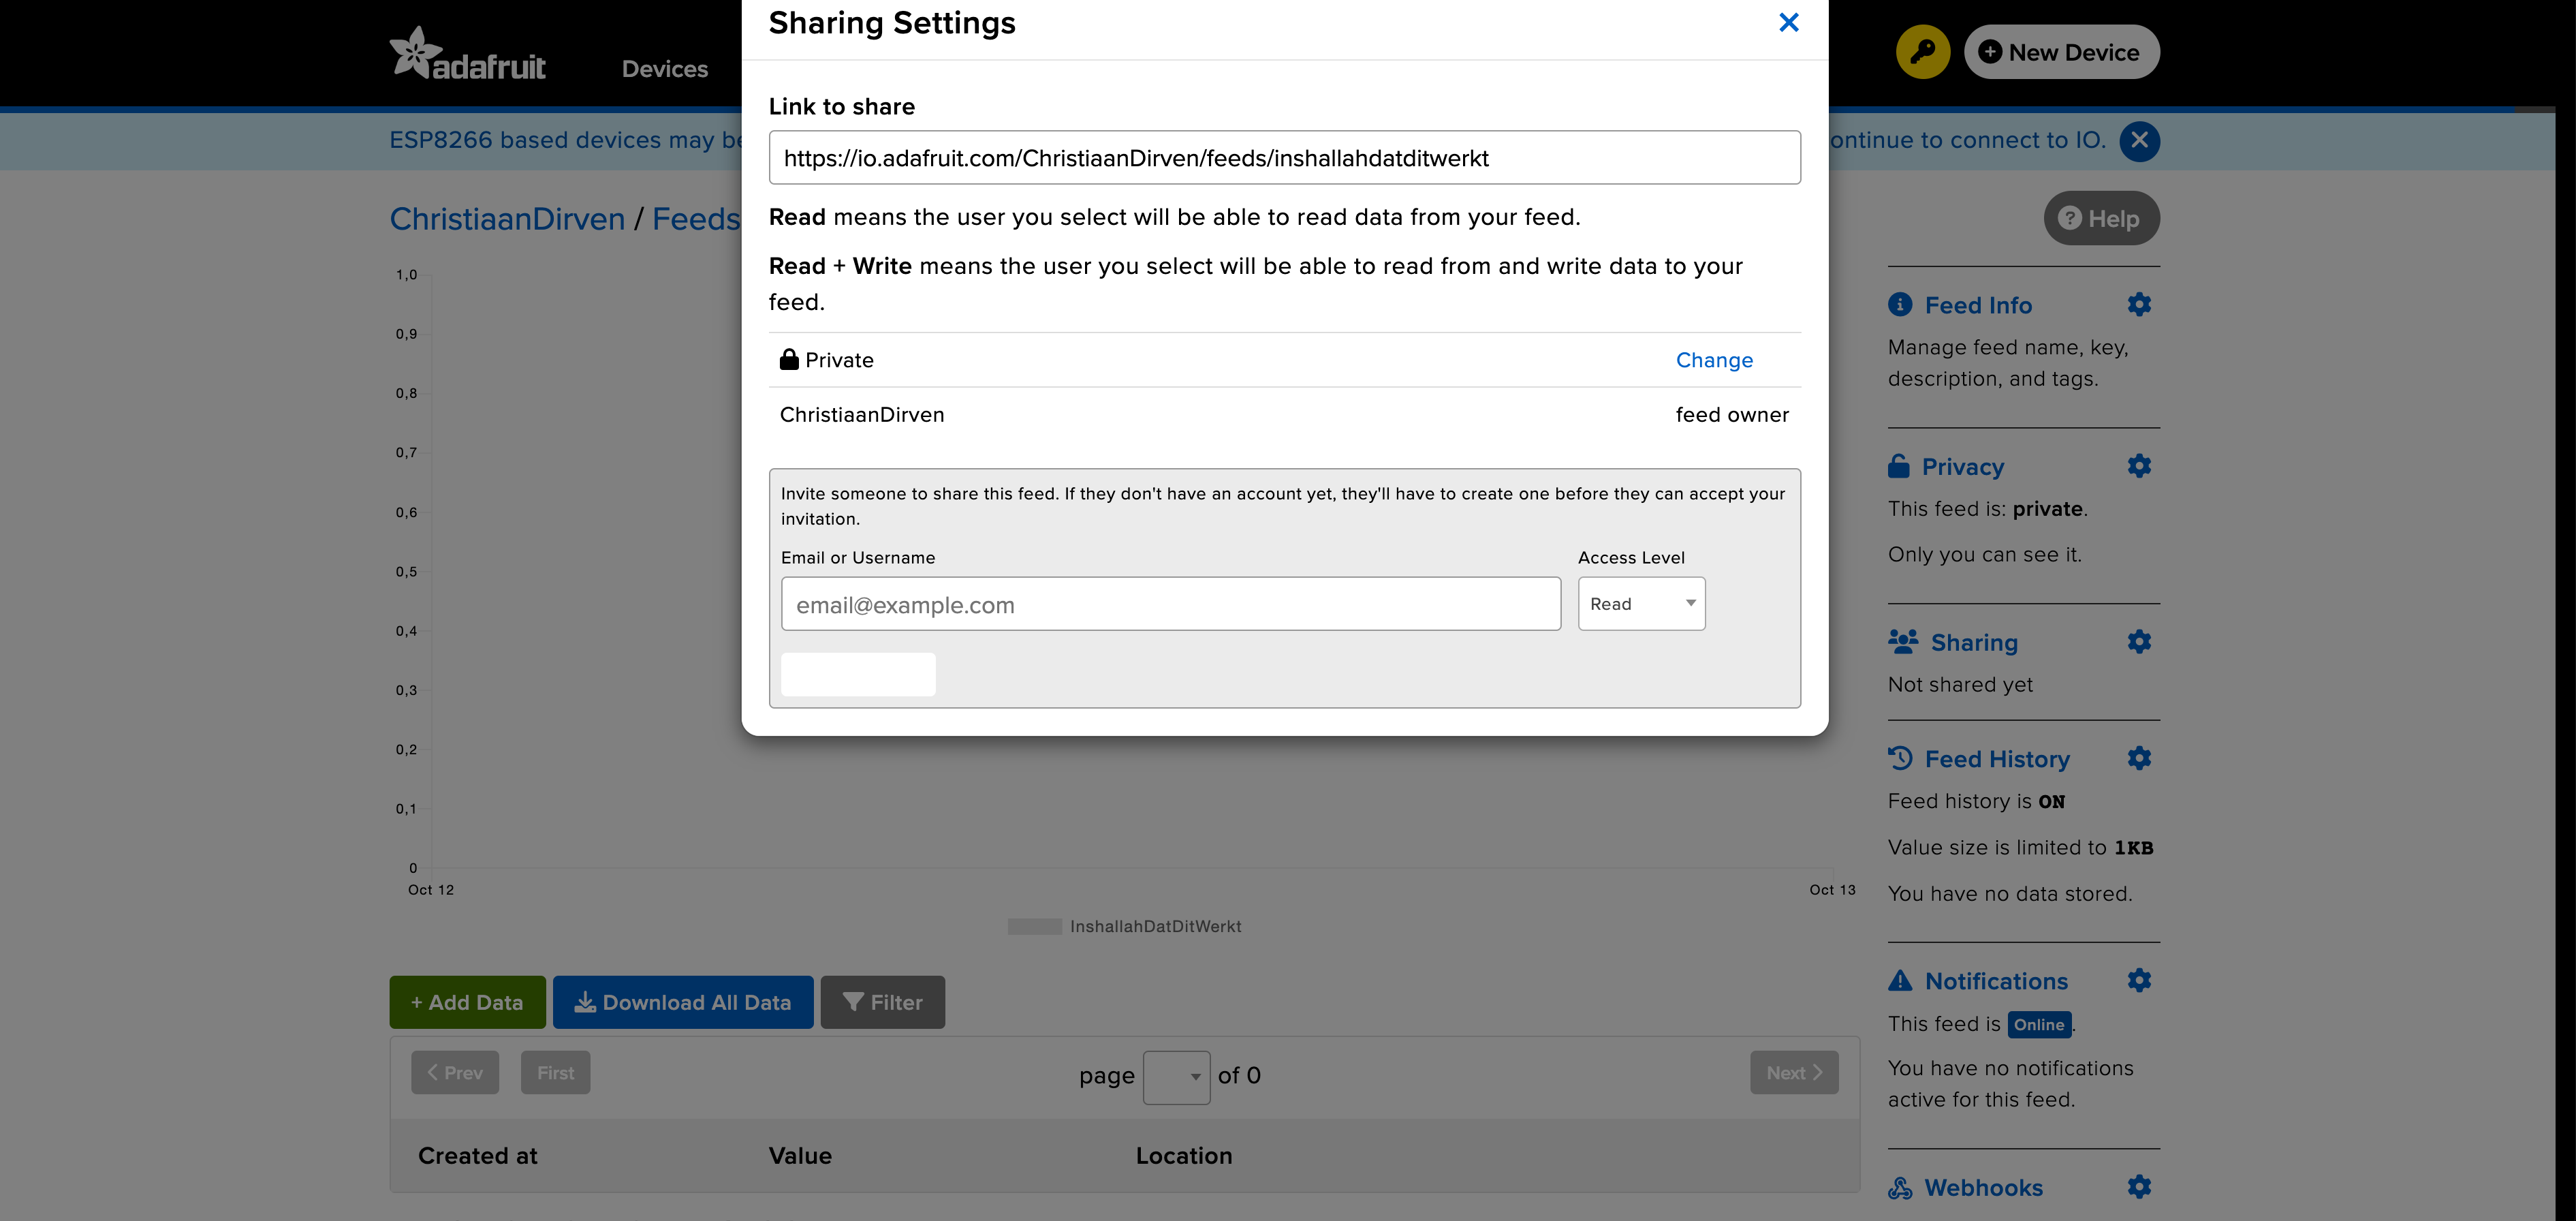 adafruit
Devices
New Device
ESP8266 based devices may be
ontinue to connect to IO.
ChristiaanDirven / Feeds
Help
Sharing Settings
Link to share
https://io.adafruit.com/ChristiaanDirven/feeds/inshallahdatditwerkt
Read means the user you select will be able to read data from your feed.
Read + Write means the user you select will be able to read from and write data to your
feed.
Private Change
ChristiaanDirven feed owner
Invite someone to share this feed. If they don't have an account yet, they'll have to create one before they can accept your
invitation.
Email or Username Access Level
email@example.com Read
1,0
0,9
0,8
0,7
0,6
0,5
0,4
0,3
0,2
0,1
0
Oct 12 Oct 13
InshallahDatDitWerkt
+ Add Data Download All Data Filter
Prev First page of 0 Next
Created at Value Location
Feed Info
Manage feed name, key,
description, and tags.
Privacy
This feed is: private.
Only you can see it.
Sharing
Not shared yet
Feed History
Feed history is ON
Value size is limited to 1KB
You have no data stored.
Notifications
This feed is Online.
You have no notifications
active for this feed.
Webhooks